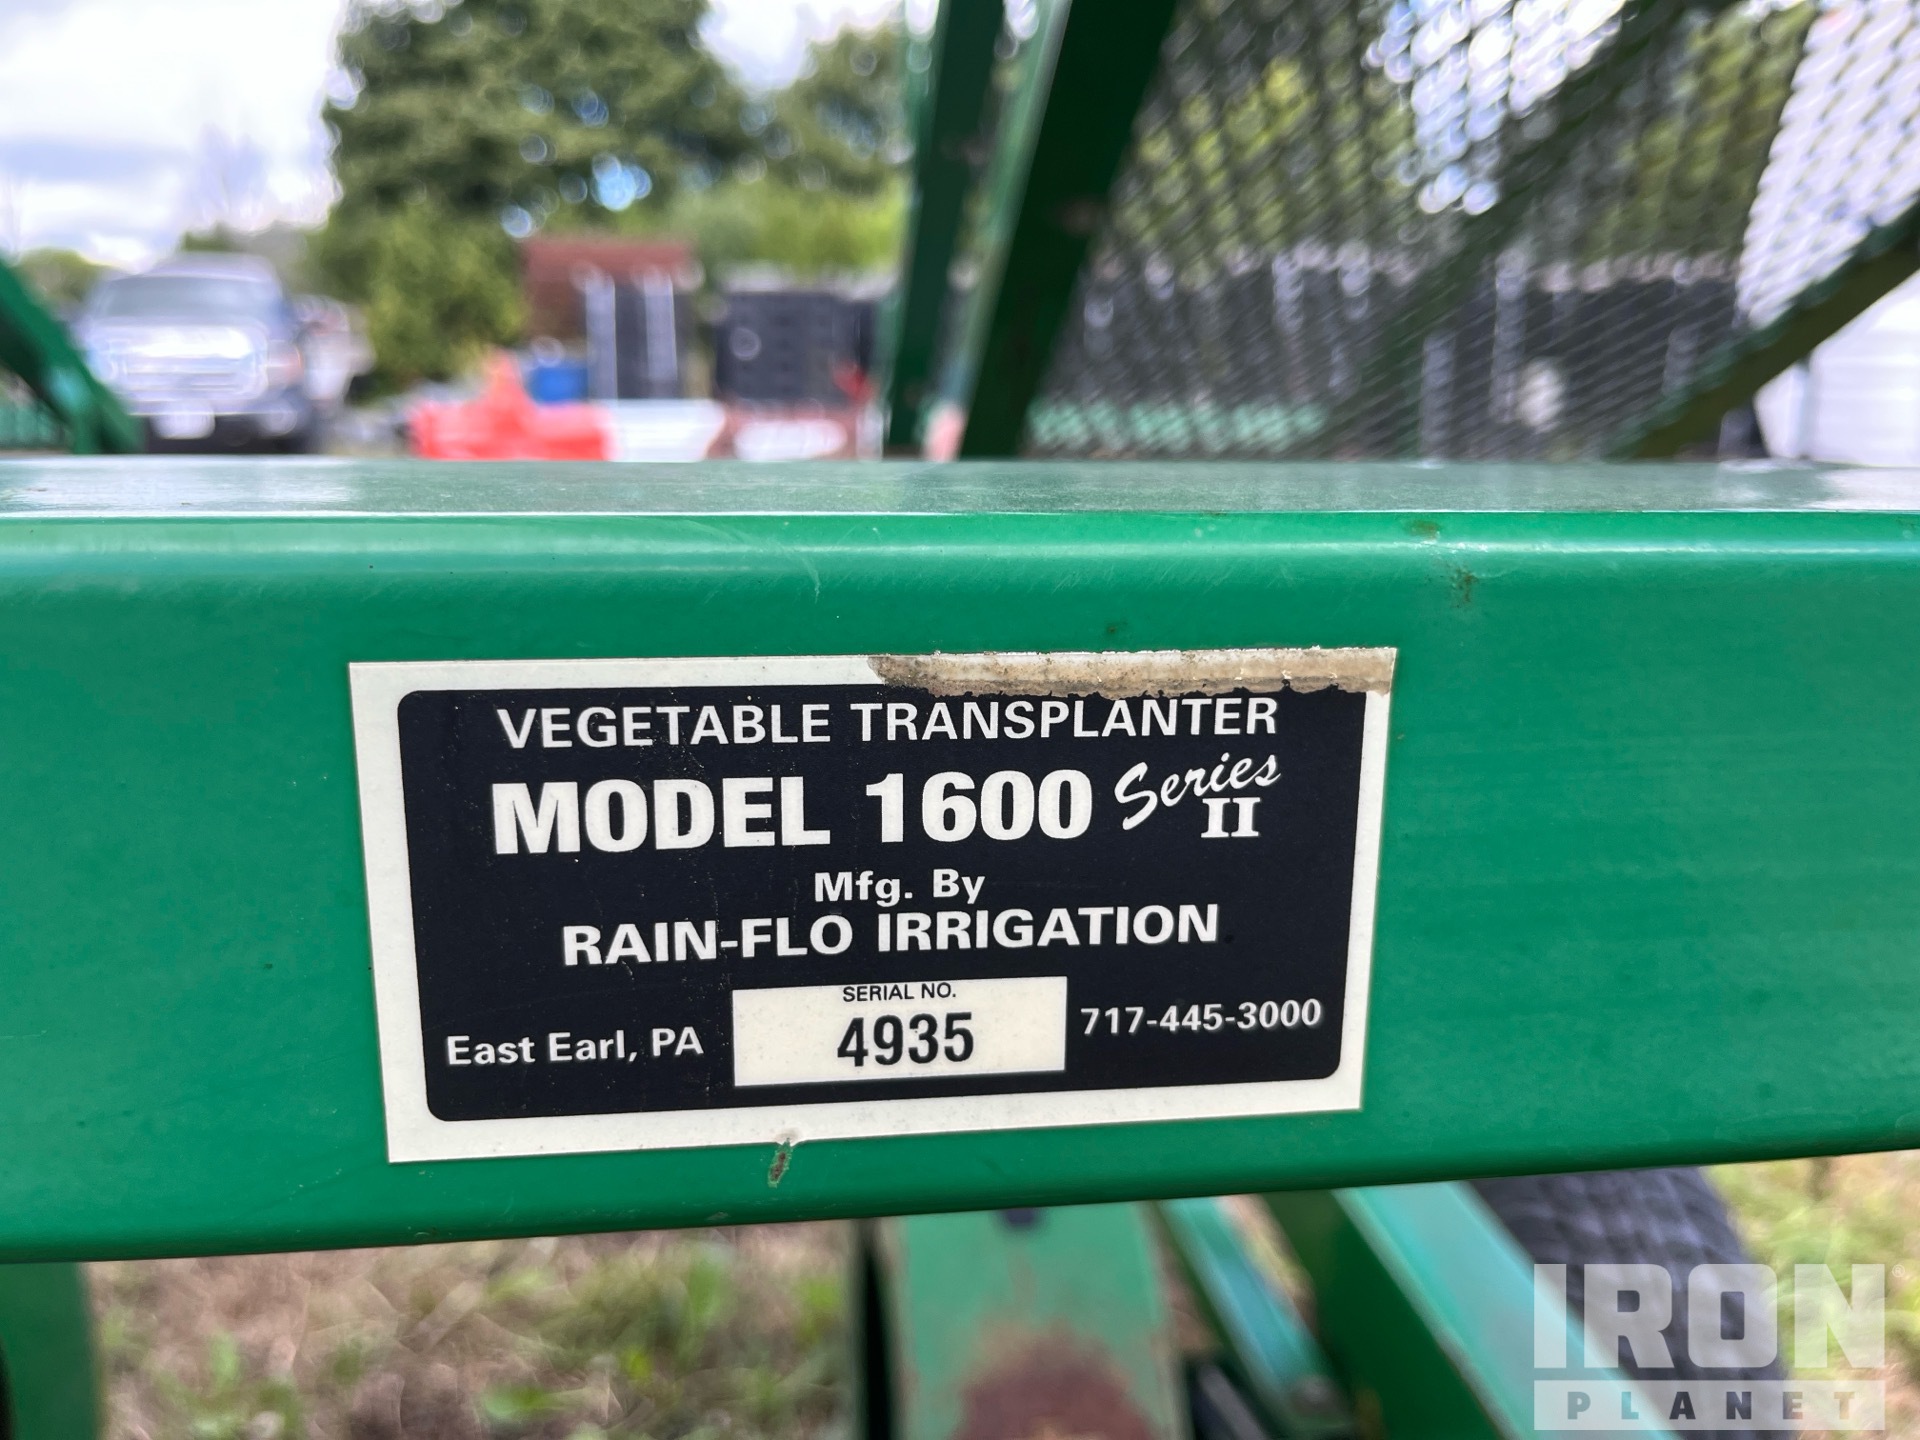 VEGETABLE TRANSPLANTER
MODEL 1600 Series II
Mfg. By
RAIN-FLO IRRIGATION
SERIAL NO.
East Earl, PA 4935 717-445-3000
IRON®
PLANET